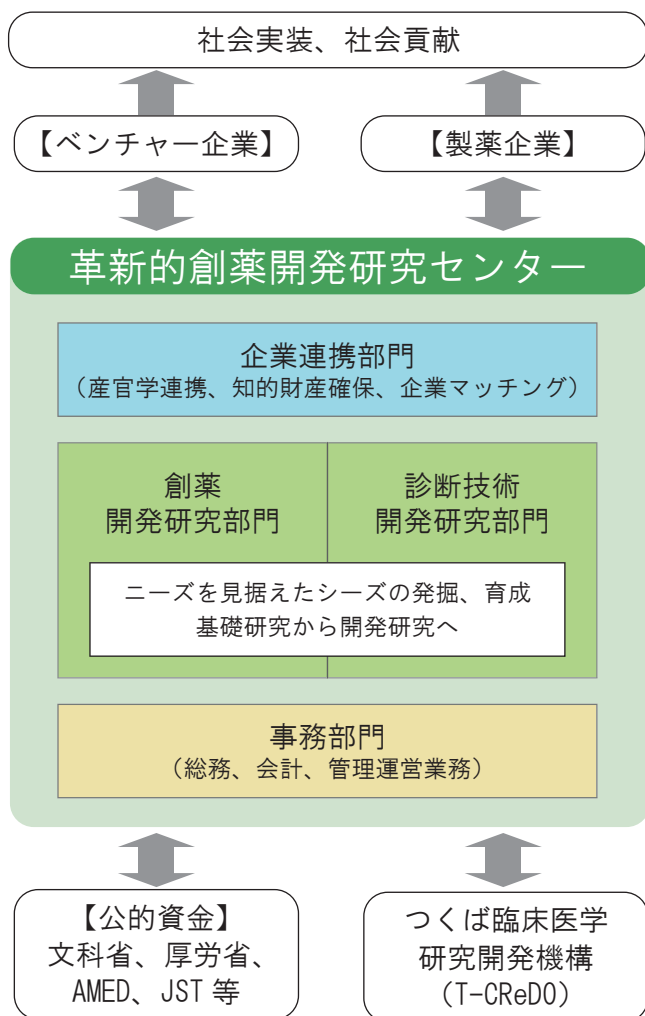 社会実装、社会貢献
【ベンチャー企業】
【製薬企業】
革新的創薬開発研究センター
企業連携部門
(産官学連携、知的財産確保、企業マッチング)
創薬
開発研究部門
診断技術
開発研究部門
ニーズを見据えたシーズの発掘、育成
基礎研究から開発研究へ
事務部門
(総務、会計、管理運営業務)
【公的資金】
文科省、厚労省、
AMED、JST 等
つくば臨床医学
研究開発機構
(T-CReDO)